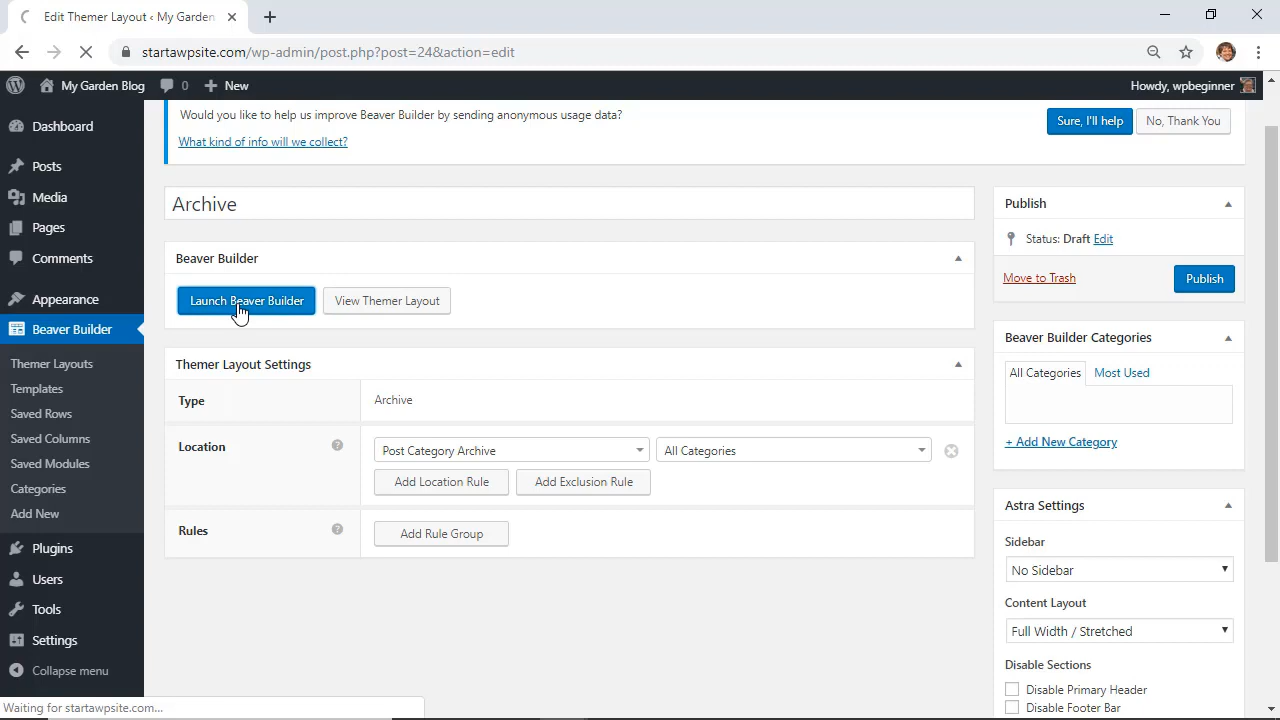 Edit Themer Layout ‹ My Garden
startawpsite.com/wp-admin/post.php?post=24&action=edit
My Garden Blog
0
New
Howdy, wpbeginner
Dashboard
Posts
Media
Pages
Comments
Appearance
Beaver Builder
Themer Layouts
Templates
Saved Rows
Saved Columns
Saved Modules
Categories
Add New
Plugins
Users
Tools
Settings
Collapse menu
Would you like to help us improve Beaver Builder by sending anonymous usage data?
Sure, I'll help
No, Thank You
What kind of info will we collect?
Archive
Beaver Builder
Launch Beaver Builder
View Themer Layout
Themer Layout Settings
Type
Archive
Location
?
Post Category Archive
All Categories
Add Location Rule
Add Exclusion Rule
Rules
?
Add Rule Group
Publish
Status: Draft Edit
Move to Trash
Publish
Beaver Builder Categories
All Categories
Most Used
+ Add New Category
Astra Settings
Sidebar
No Sidebar
Content Layout
Full Width / Stretched
Disable Sections
Disable Primary Header
Disable Footer Bar
Waiting for startawpsite.com...